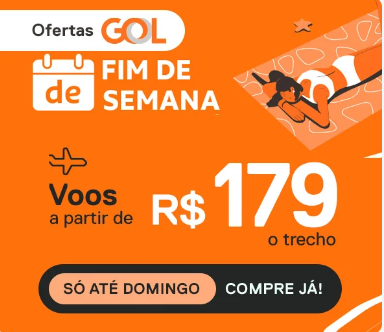 Ofertas GOL
de FIM DE
SEMANA
Voos
a partir de
R$ 179
o trecho
SÓ ATÉ DOMINGO COMPRE JÁ!